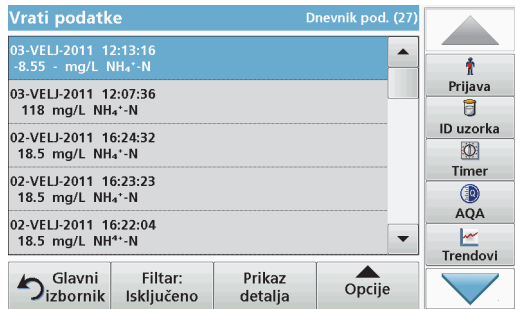 Vrati podatke
Dnevnik pod. (27)
03-VELJ-2011 12:13:16
-8.55 - mg/L NH₄⁺-N
03-VELJ-2011 12:07:36
118 mg/L NH₄⁺-N
02-VELJ-2011 16:24:32
18.5 mg/L NH₄⁺-N
02-VELJ-2011 16:23:23
18.5 mg/L NH₄⁺-N
02-VELJ-2011 16:22:04
18.5 mg/L NH⁴⁺-N
Prijava
ID uzorka
Timer
AQA
Trendovi
Glavni
izbornik
Filtar:
Isključeno
Prikaz
detalja
Opcije